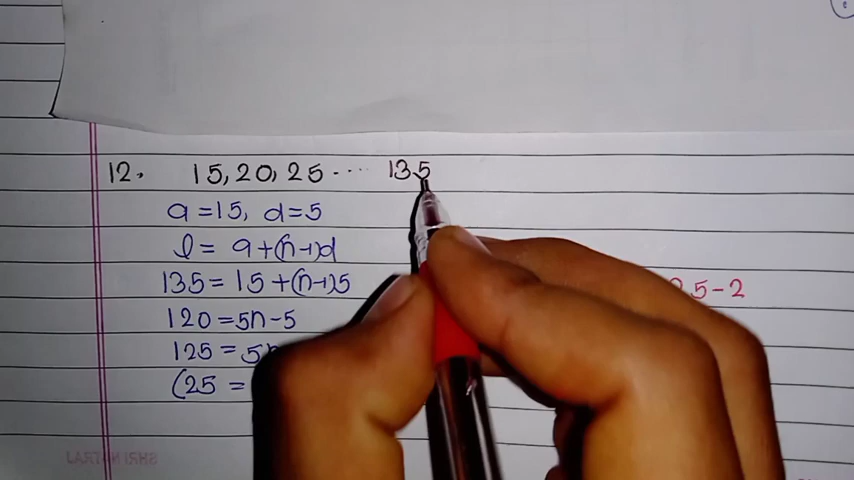 12. 15, 20, 25 .... 135
a = 15, d = 5
l = a + (n-1)d
135 = 15 + (n-1)5
5-2
120 = 5n - 5
125 = 5n
(25 =